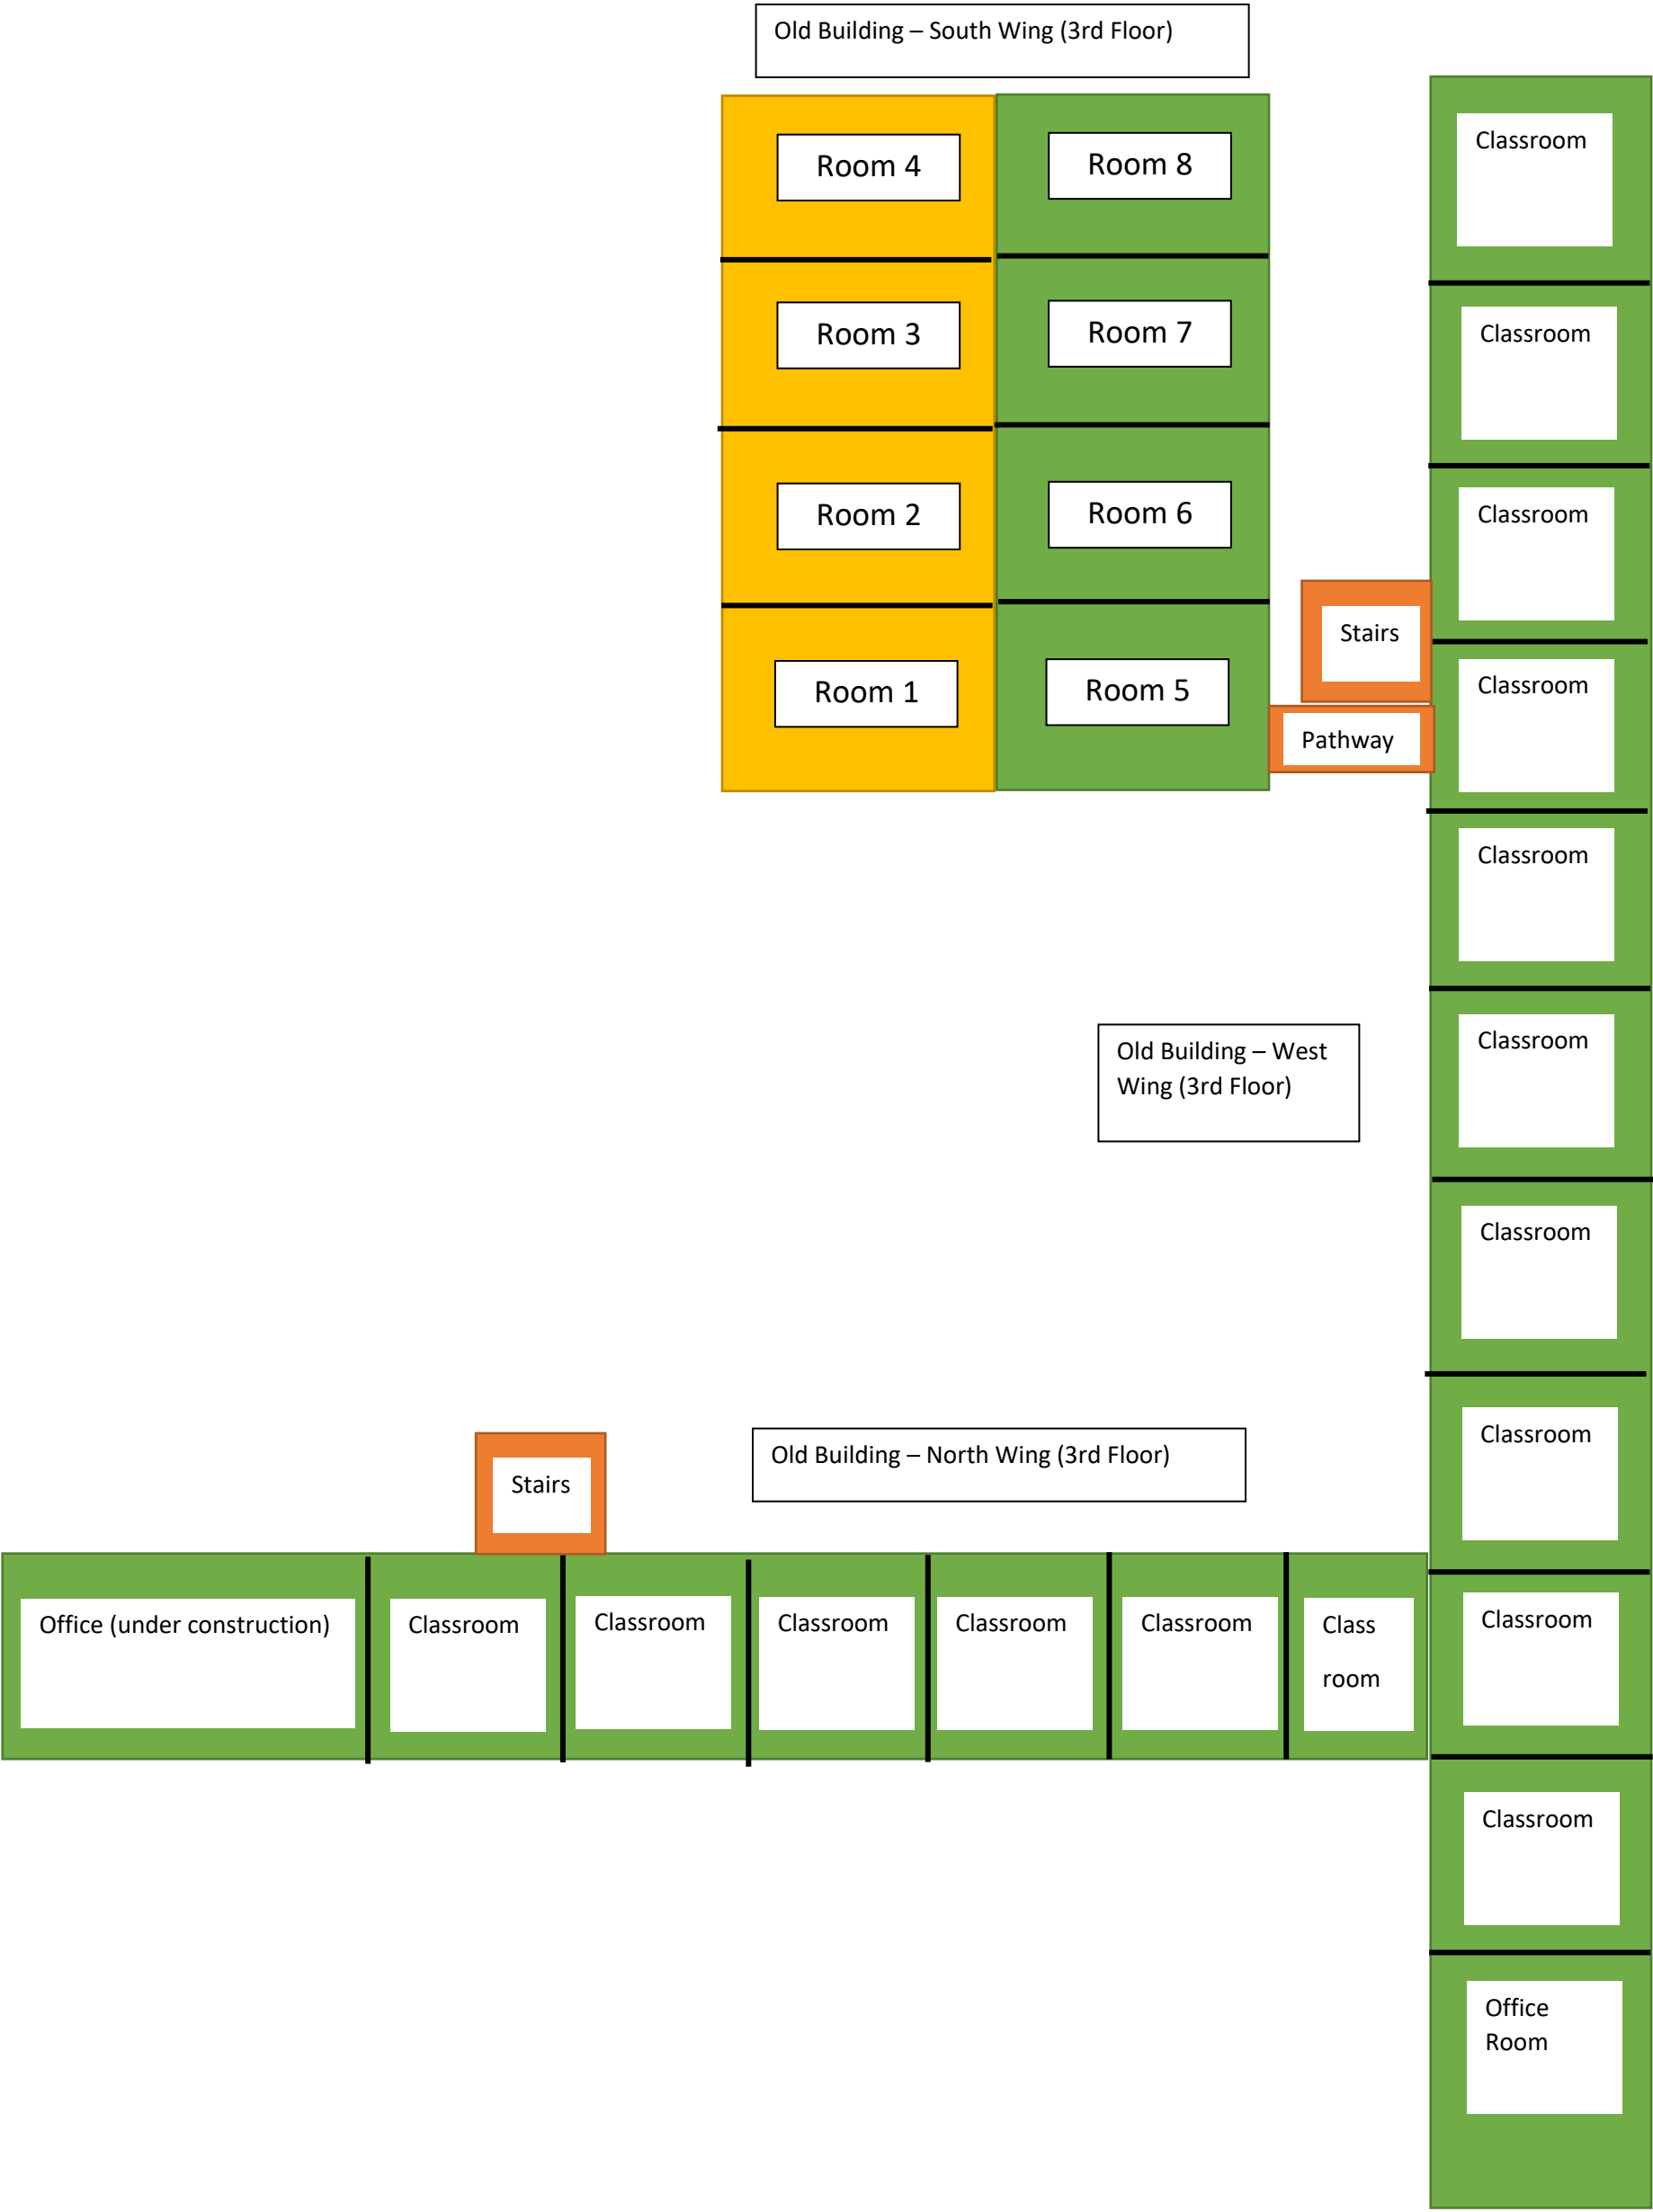 Old Building – South Wing (3rd Floor)
Room 4
Room 8
Classroom
Room 3
Room 7
Classroom
Room 2
Room 6
Classroom
Stairs
Room 1
Room 5
Classroom
Pathway
Classroom
Old Building – West
Wing (3rd Floor)
Classroom
Classroom
Classroom
Old Building – North Wing (3rd Floor)
Stairs
Office (under construction)
Classroom
Classroom
Classroom
Classroom
Classroom
Class
room
Classroom
Classroom
Office
Room